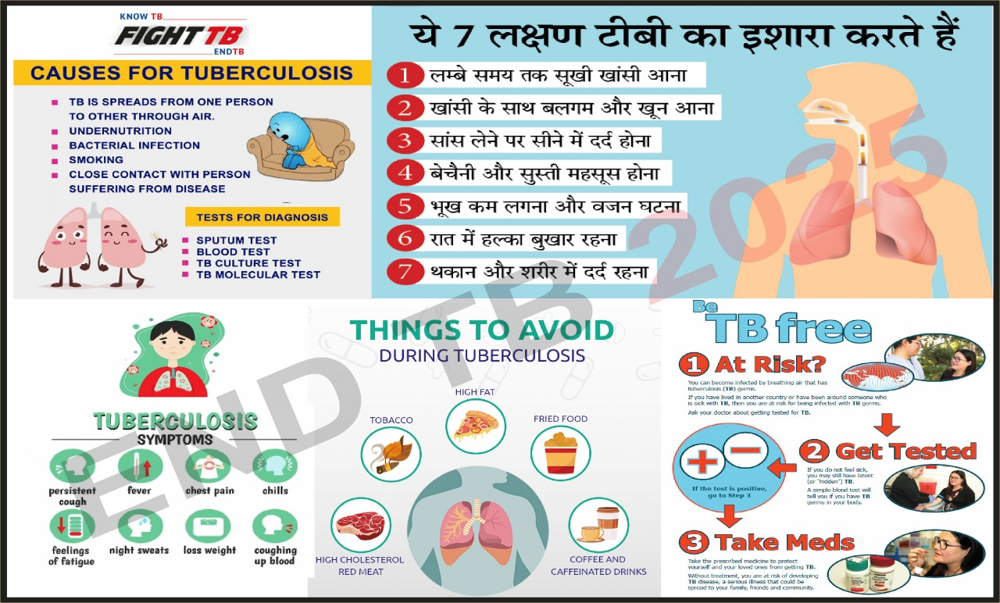 KNOW TB
FIGHT TB
ENDTB
CAUSES FOR TUBERCULOSIS
TB IS SPREADS FROM ONE PERSON
TO OTHER THROUGH AIR.
UNDERNUTRITION
BACTERIAL INFECTION
SMOKING
CLOSE CONTACT WITH PERSON
SUFFERING FROM DISEASE
TESTS FOR DIAGNOSIS
SPUTUM TEST
BLOOD TEST
TB CULTURE TEST
TB MOLECULAR TEST
ये 7 लक्षण टीबी का इशारा करते हैं
1 लम्बे समय तक सूखी खांसी आना
2 खांसी के साथ बलगम और खून आना
3 सांस लेने पर सीने में दर्द होना
4 बेचैनी और सुस्ती महसूस होना
5 भूख कम लगना और वजन घटना
6 रात में हल्का बुखार रहना
7 थकान और शरीर में दर्द रहना
TUBERCULOSIS
SYMPTOMS
persistent
cough
fever
chest pain
chills
feelings
of fatigue
night sweats
loss weight
coughing
up blood
THINGS TO AVOID
DURING TUBERCULOSIS
HIGH FAT
TOBACCO
FRIED FOOD
HIGH CHOLESTEROL
RED MEAT
COFFEE AND
CAFFEINATED DRINKS
Be
TB free
1 At Risk?
You can become infected by breathing air that has
tuberculosis (TB) germs.
If you have lived in another country or have been around someone who
is sick with TB, then you are at risk for being infected with TB germs.
Ask your doctor about getting tested for TB.
2 Get Tested
If you do not feel sick,
you may still have latent
(or "hidden") TB.
A simple blood test will
tell you if you have TB
germs in your body.
If the test is positive,
go to Step 3
3 Take Meds
Take the prescribed medicine to protect
yourself and your loved ones from getting TB.
Without treatment, you are at risk of developing
TB disease, a serious illness that could be
spread to your family, friends and community.
END TB 2025